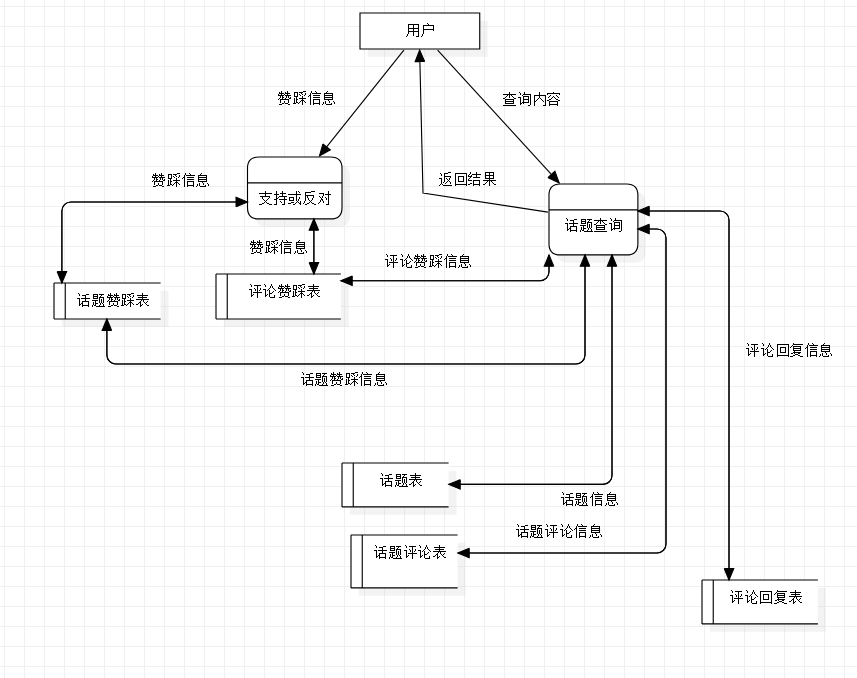 用户
赞踩信息
查询内容
赞踩信息
返回结果
支持或反对
话题查询
赞踩信息
评论赞踩信息
话题赞踩表
评论赞踩表
评论回复信息
话题赞踩信息
话题表
话题信息
话题评论信息
话题评论表
评论回复表